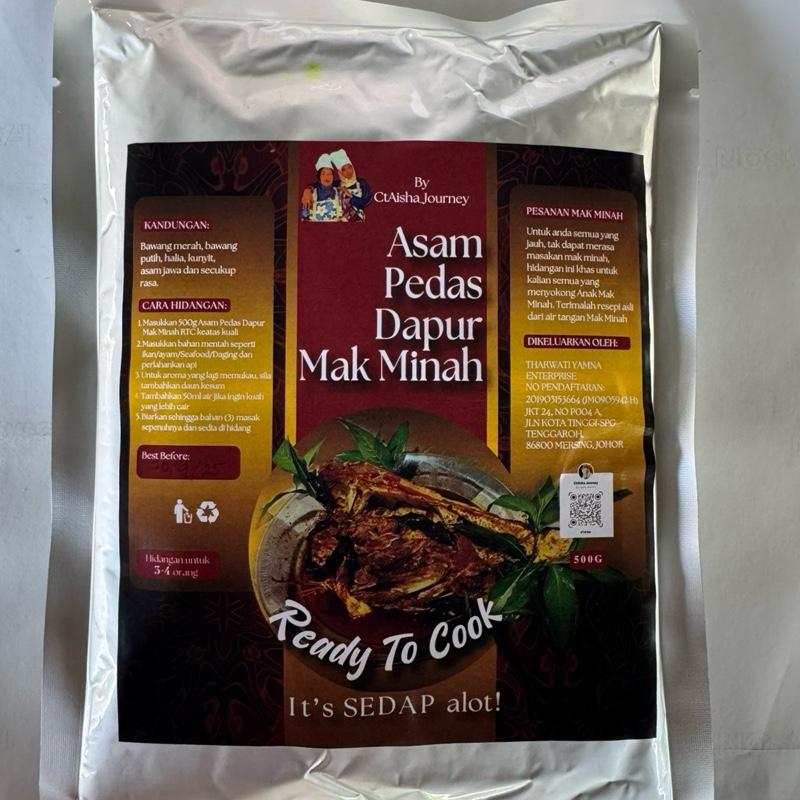 By
CtAisha_Journey
Asam
Pedas
Dapur
Mak Minah
KANDUNGAN:
Bawang merah, bawang
putih, halia, kunyit,
asam jawa dan secukup
rasa.
CARA HIDANGAN:
1. Masukkan 500g Asam Pedas Dapur
Mak Minah RTC keatas kuali
2. Masukkan bahan mentah seperti
ikan/ayam/Seafood/Daging dan
perlahankan api
3. Untuk aroma yang lagi memukau, sila
tambahkan daun kesum
4. Tambahkan 50ml air jika ingin kuah
yang lebih cair
5. Biarkan sehingga bahan (3) masak
sepenuhnya dan sedia di hidang
Best Before:
Hidangan untuk
3-4 orang
PESANAN MAK MINAH
Untuk anda semua yang
jauh, tak dapat merasa
masakan mak minah,
hidangan ini khas untuk
kalian semua yang
menyokong Anak Mak
Minah. Terimalah resepi asli
dari air tangan Mak Minah
DIKELUARKAN OLEH:
THARWATI YAMNA
ENTERPRISE
NO PENDAFTARAN:
201903153664 (JM0905942-H)
JKT 24, NO P004 A,
JLN KOTA TINGGI-SPG
TENGGAROH,
86800 MERSING, JOHOR
CtAisha Journey
500G
Ready To Cook
It's SEDAP alot!